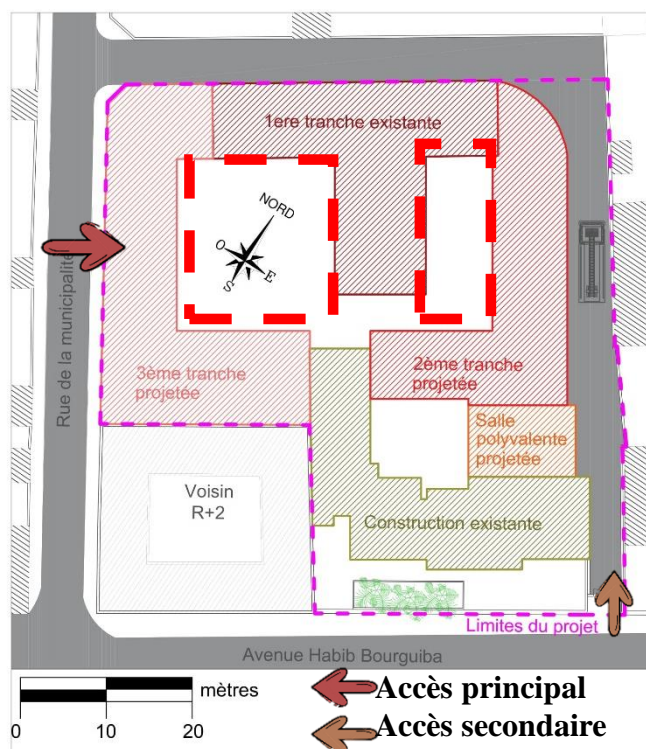 1ere tranche existante
NORD
O
E
S
Rue de la municipalité
3ème tranche
projetée
2ème tranche
projetée
Salle
polyvalente
projetée
Voisin
R+2
Construction existante
Limites du projet
Avenue Habib Bourguiba
mètres
0 10 20
Accès principal
Accès secondaire